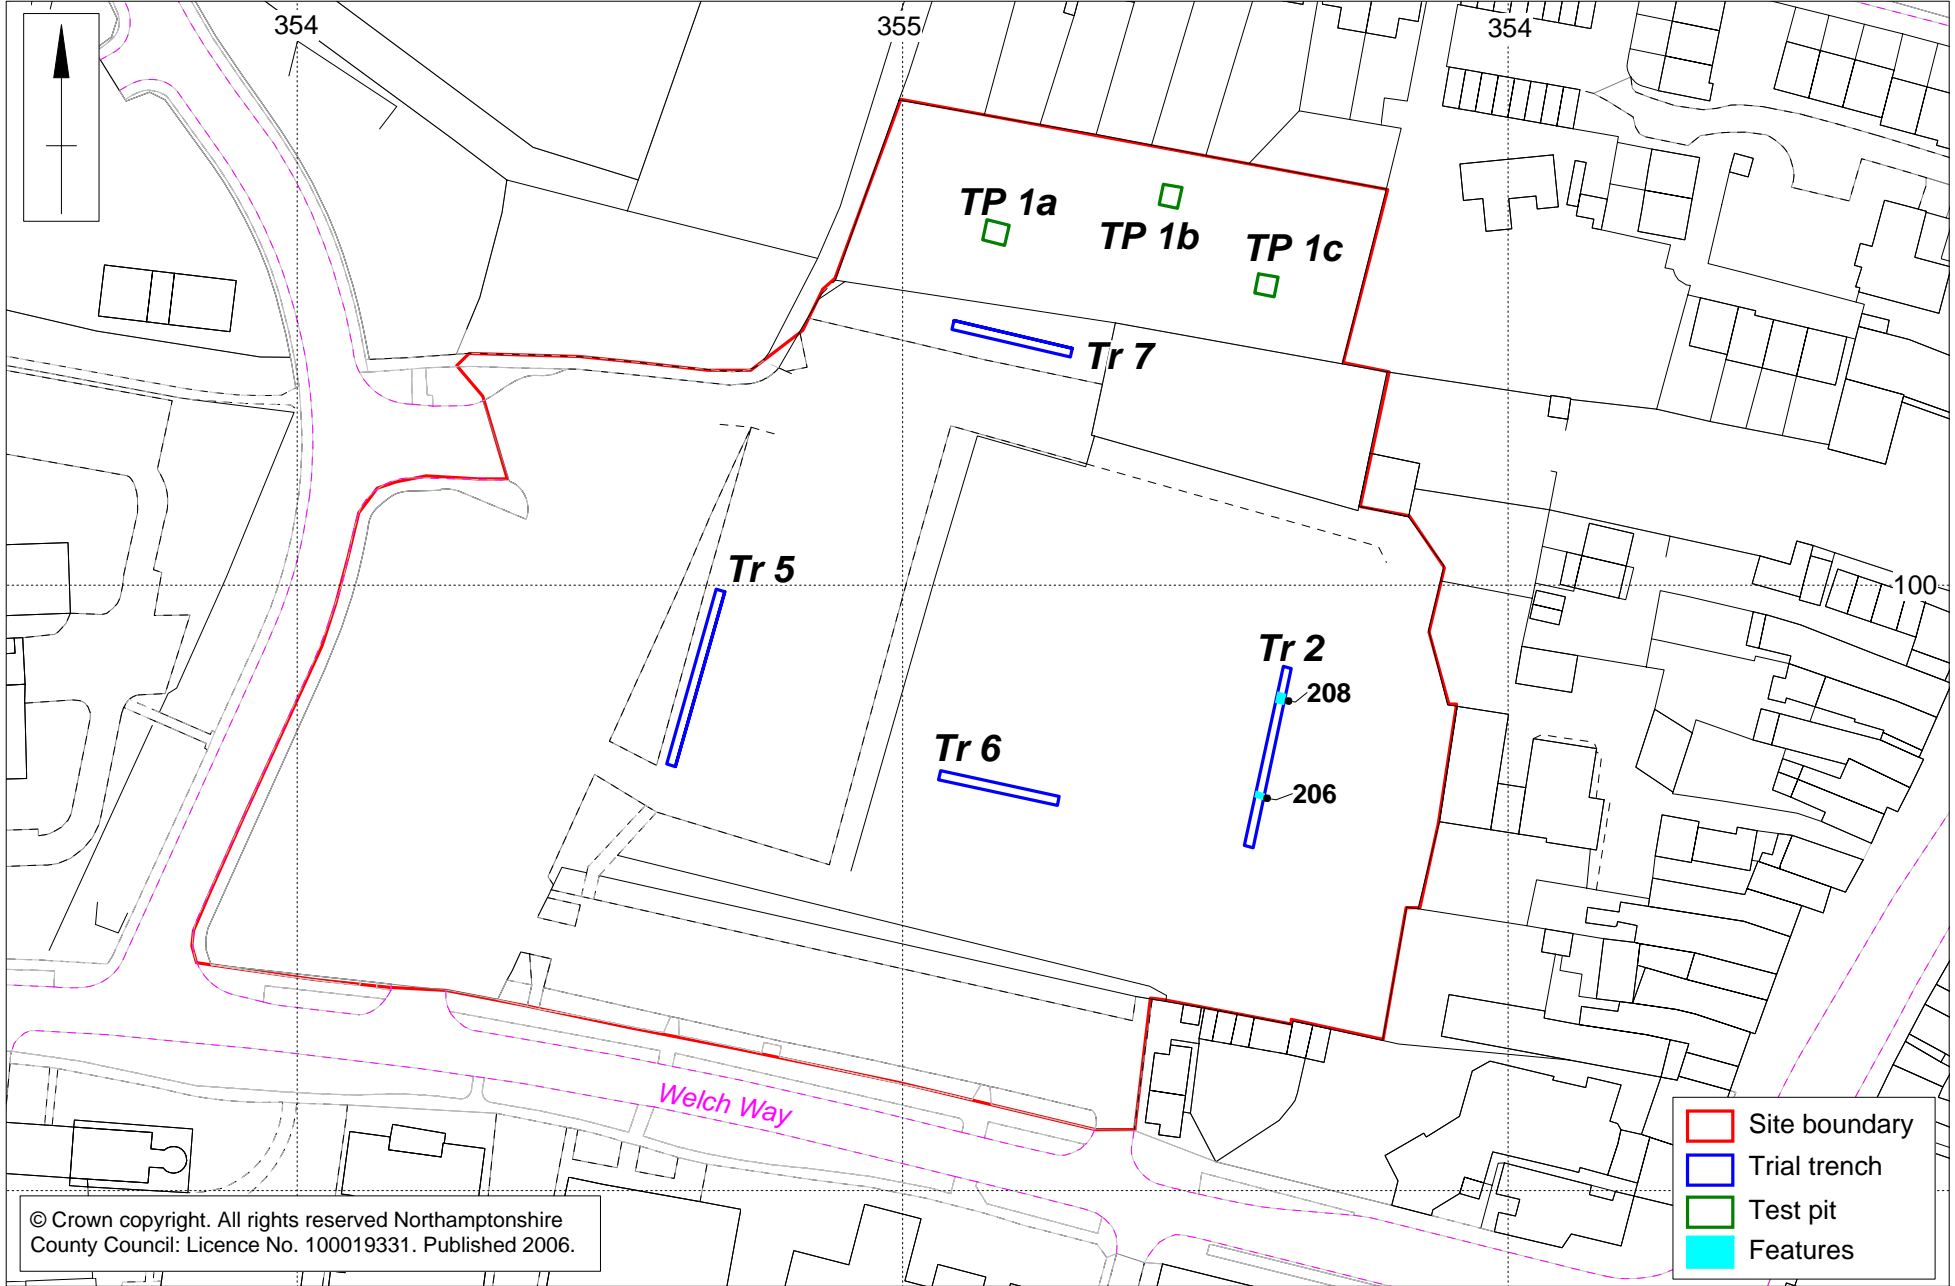 354
355
354
TP 1a
TP 1b
TP 1c
Tr 7
Tr 5
100
Tr 2
208
Tr 6
206
Welch Way
Site boundary
Trial trench
Test pit
Features
© Crown copyright. All rights reserved Northamptonshire
County Council: Licence No. 100019331. Published 2006.